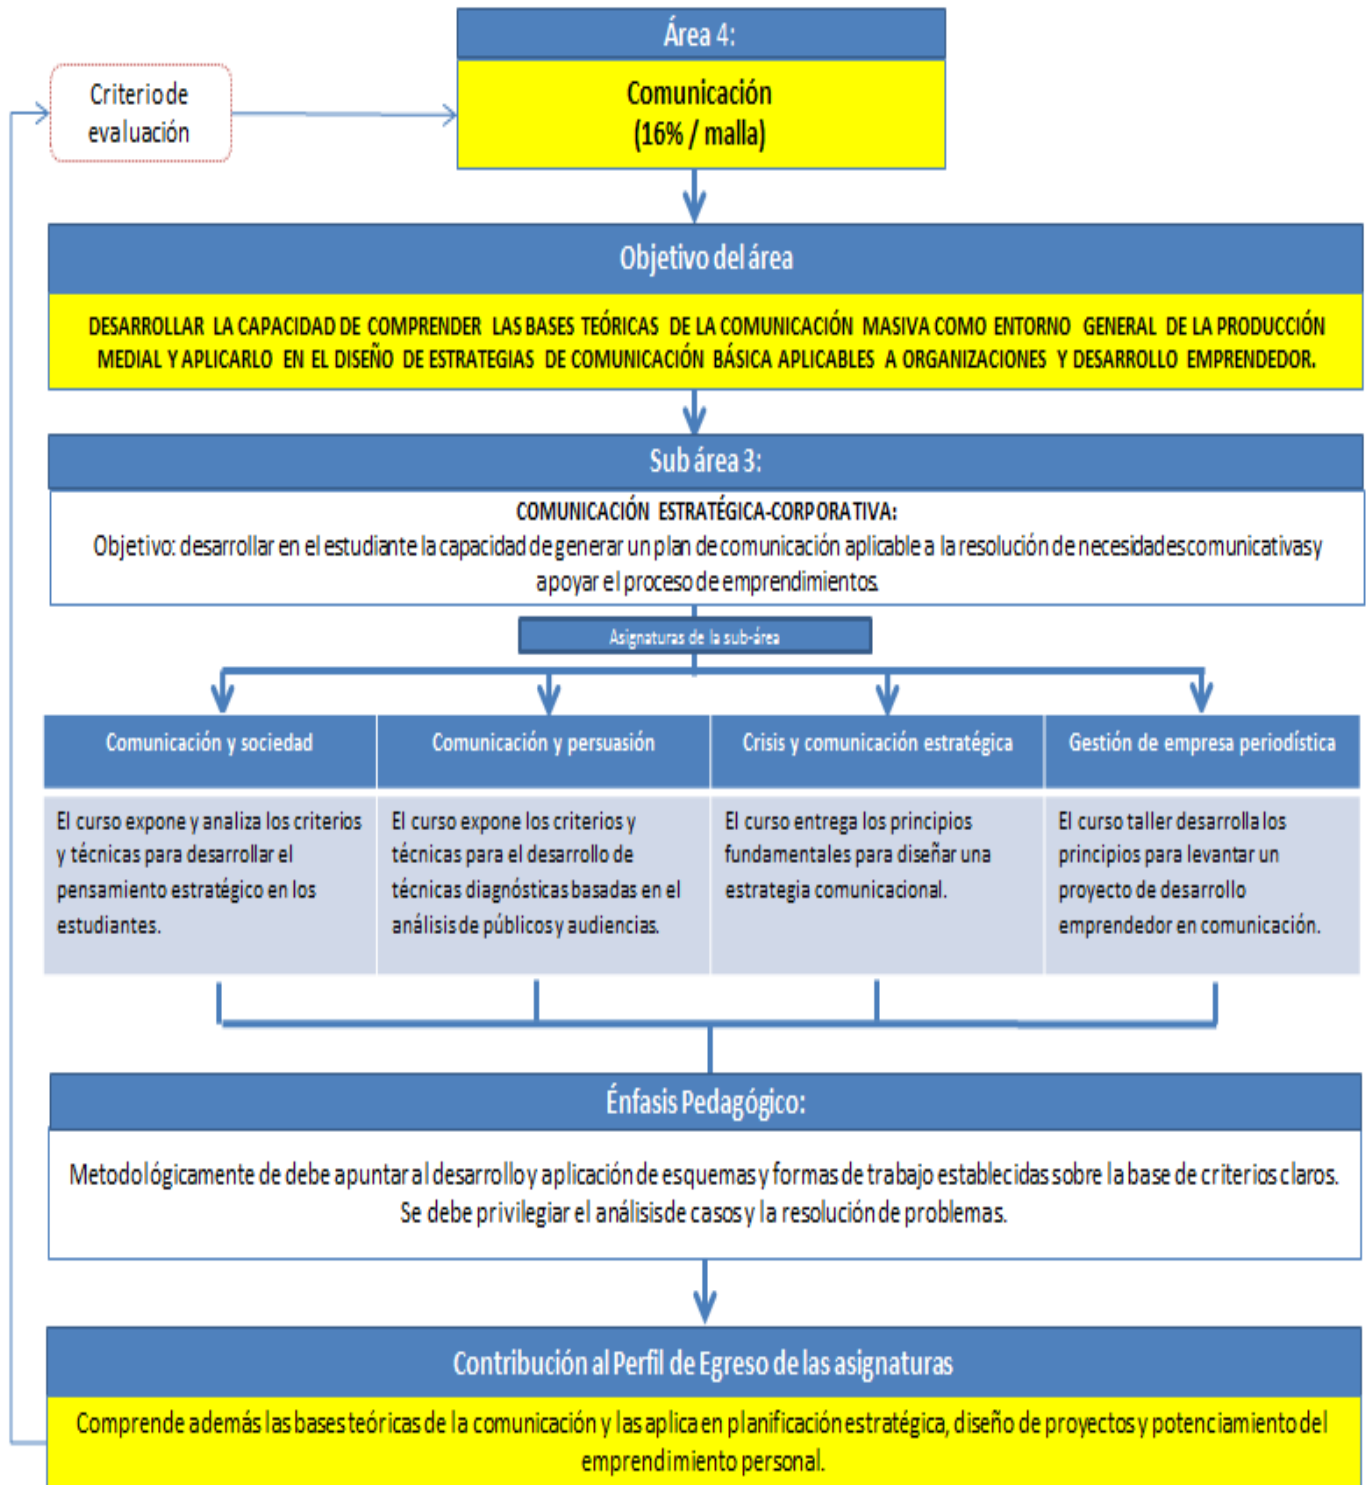 Área 4:
Comunicación
(16% / malla)
Criterio de
evaluación
Objetivo del área
DESARROLLAR LA CAPACIDAD DE COMPRENDER LAS BASES TEÓRICAS DE LA COMUNICACIÓN MASIVA COMO ENTORNO GENERAL DE LA PRODUCCIÓN
MEDIAL Y APLICARLO EN EL DISEÑO DE ESTRATEGIAS DE COMUNICACIÓN BÁSICA APLICABLES A ORGANIZACIONES Y DESARROLLO EMPRENDEDOR.
Sub área 3:
COMUNICACIÓN ESTRATÉGICA-CORPORATIVA:
Objetivo: desarrollar en el estudiante la capacidad de generar un plan de comunicación aplicable a la resolución de necesidades comunicativas y
apoyar el proceso de emprendimientos.
Asignaturas de la sub-área
Comunicación y sociedad
El curso expone y analiza los criterios
y técnicas para desarrollar el
pensamiento estratégico en los
estudiantes.
Comunicación y persuasión
El curso expone los criterios y
técnicas para el desarrollo de
técnicas diagnósticas basadas en el
análisis de públicos y audiencias.
Crisis y comunicación estratégica
El curso entrega los principios
fundamentales para diseñar una
estrategia comunicacional.
Gestión de empresa periodística
El curso taller desarrolla los
principios para levantar un
proyecto de desarrollo
emprendedor en comunicación.
Énfasis Pedagógico:
Metodológicamente de debe apuntar al desarrollo y aplicación de esquemas y formas de trabajo establecidas sobre la base de criterios claros.
Se debe privilegiar el análisis de casos y la resolución de problemas.
Contribución al Perfil de Egreso de las asignaturas
Comprende además las bases teóricas de la comunicación y las aplica en planificación estratégica, diseño de proyectos y potenciamiento del
emprendimiento personal.